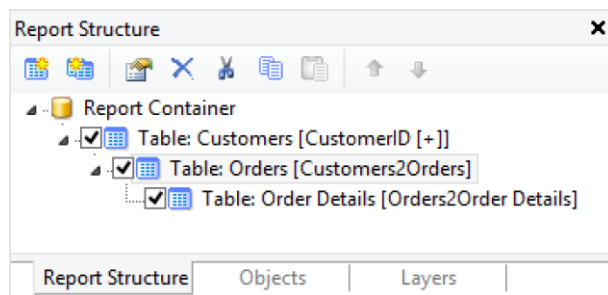 Report Structure
Report Container
Table: Customers [CustomerID [+]]
Table: Orders [Customers2Orders]
Table: Order Details [Orders2Order Details]
Report Structure Objects Layers